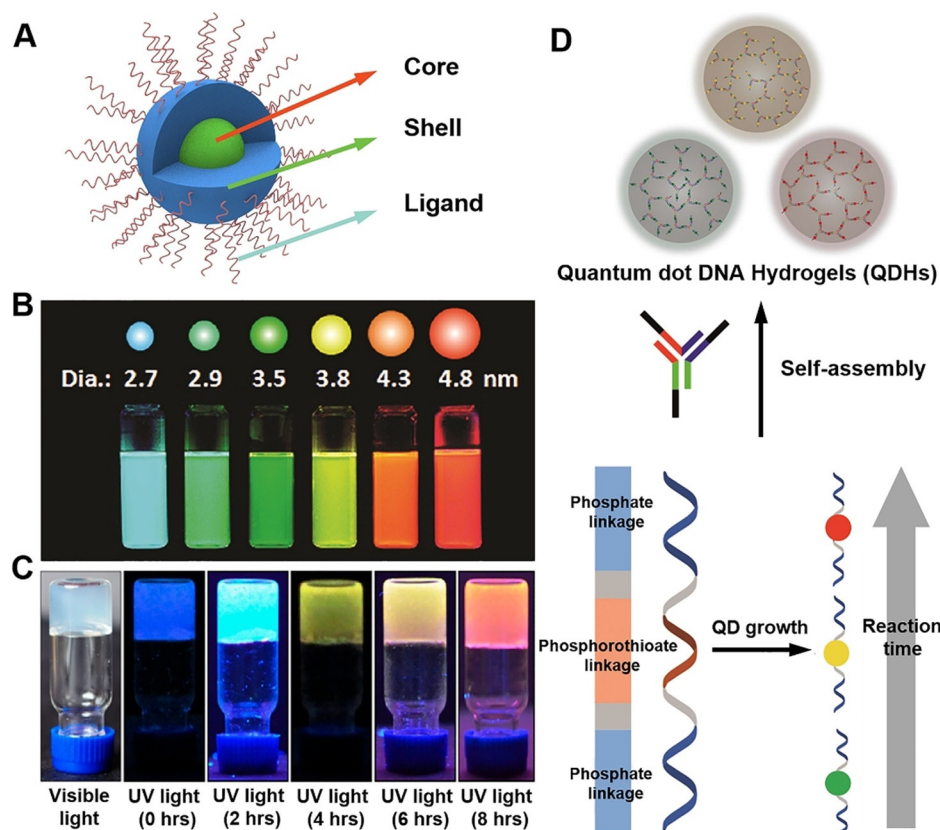 A
Core
Shell
Ligand
B
Dia.: 2.7 2.9 3.5 3.8 4.3 4.8 nm
C
Visible
light
UV light
(0 hrs)
UV light
(2 hrs)
UV light
(4 hrs)
UV light
(6 hrs)
UV light
(8 hrs)
D
Quantum dot DNA Hydrogels (QDHs)
Self-assembly
Phosphate
linkage
Phosphorothioate
linkage
Phosphate
linkage
QD growth
Reaction
time